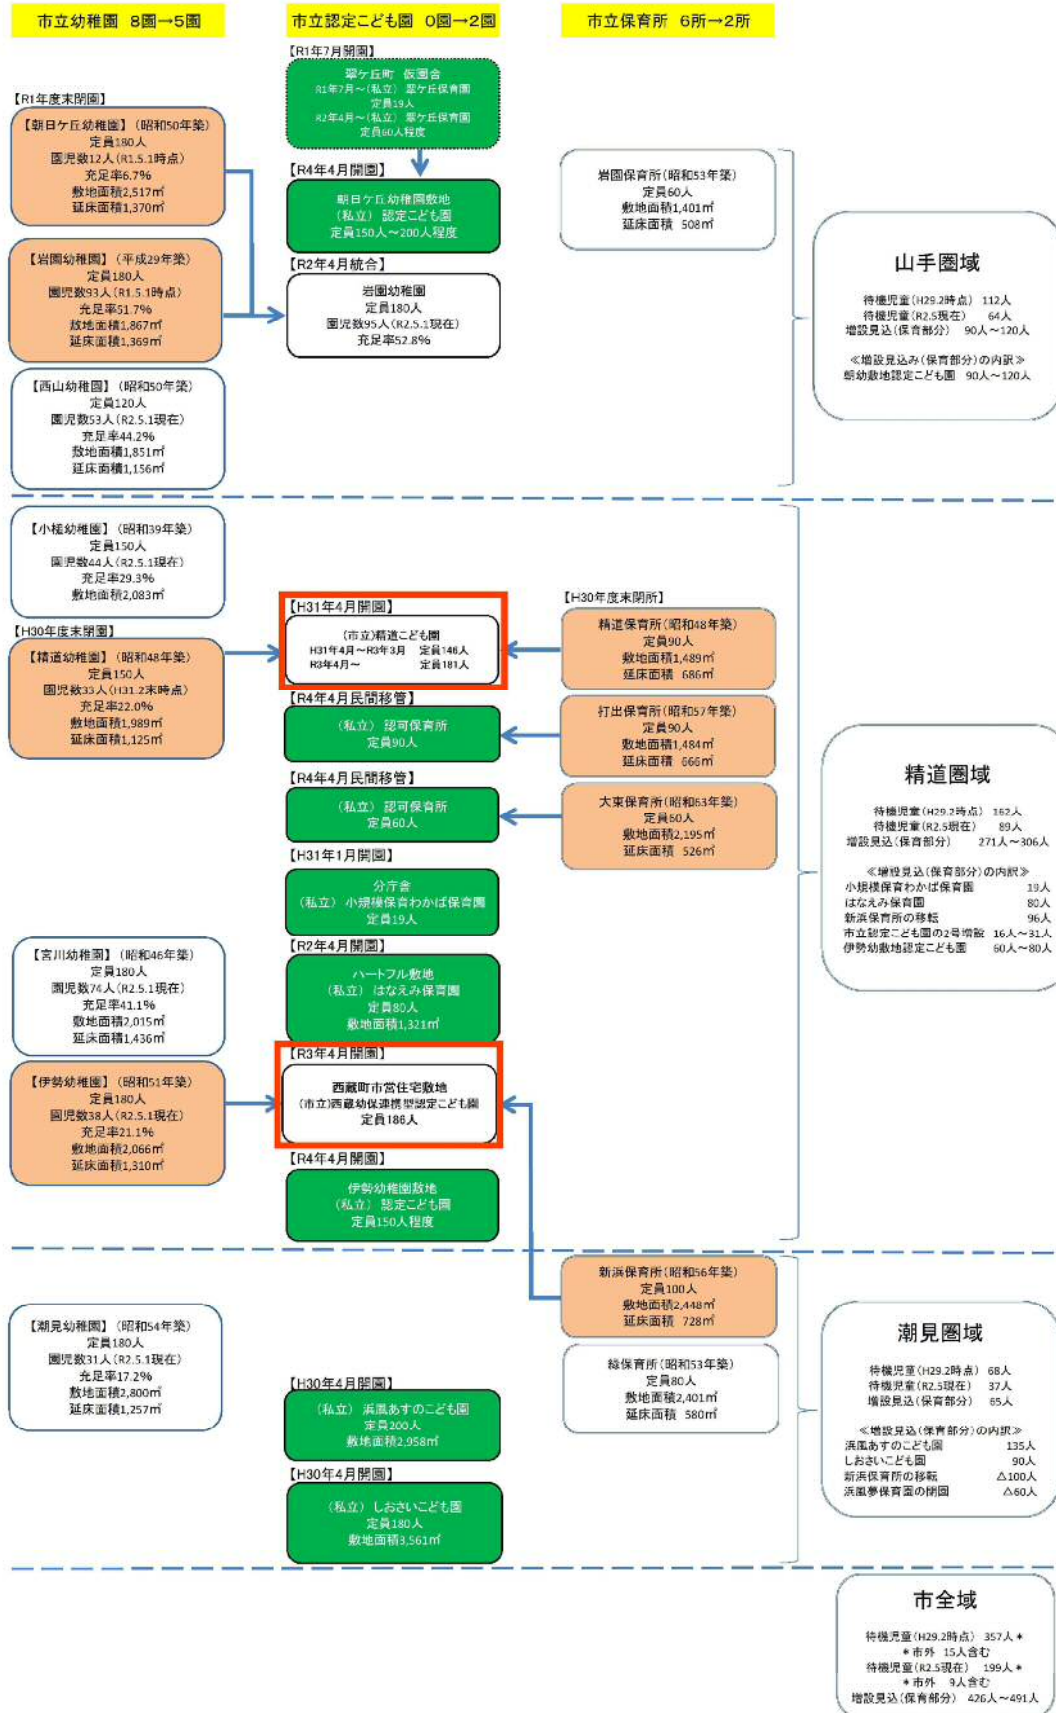 市立幼稚園 8園→5園
市立認定こども園 0園→2園
市立保育所 6所→2所
【R1年7月開園】
翠ケ丘町 仮園舎
R1年7月～(私立) 翠ケ丘保育園
定員19人
R2年4月～(私立) 翠ケ丘保育園
定員60人程度
【R1年度末閉園】
【朝日ケ丘幼稚園】(昭和50年築)
定員180人
園児数12人(R1.5.1時点)
充足率6.7%
敷地面積2,517㎡
延床面積1,370㎡
【R4年4月開園】
朝日ケ丘幼稚園敷地
(私立) 認定こども園
定員150人～200人程度
岩園保育所(昭和53年築)
定員60人
敷地面積1,401㎡
延床面積 508㎡
【岩園幼稚園】(平成29年築)
定員180人
園児数93人(R1.5.1時点)
充足率51.7%
敷地面積1,867㎡
延床面積1,369㎡
【R2年4月統合】
岩園幼稚園
定員180人
園児数95人(R2.5.1現在)
充足率52.8%
【西山幼稚園】(昭和50年築)
定員120人
園児数53人(R2.5.1現在)
充足率44.2%
敷地面積1,851㎡
延床面積1,156㎡
山手圏域
待機児童(H29.2時点) 112人
待機児童(R2.5現在) 64人
増設見込(保育部分) 90人～120人
≪増設見込み(保育部分)の内訳≫
朝幼敷地認定こども園 90人～120人
【小槌幼稚園】(昭和39年築)
定員150人
園児数44人(R2.5.1現在)
充足率29.3%
敷地面積2,083㎡
【H30年度末閉園】
【精道幼稚園】(昭和48年築)
定員150人
園児数33人(H31.2末時点)
充足率22.0%
敷地面積1,989㎡
延床面積1,125㎡
【H31年4月開園】
(市立)精道こども園
H31年4月～R3年3月 定員146人
R3年4月～ 定員181人
【H30年度末閉所】
精道保育所(昭和48年築)
定員90人
敷地面積1,489㎡
延床面積 686㎡
【R4年4月民間移管】
(私立) 認可保育所
定員90人
打出保育所(昭和57年築)
定員90人
敷地面積1,484㎡
延床面積 666㎡
【R4年4月民間移管】
(私立) 認可保育所
定員60人
大東保育所(昭和63年築)
定員60人
敷地面積2,195㎡
延床面積 526㎡
【H31年1月開園】
分庁舎
(私立) 小規模保育わかば保育園
定員19人
【R2年4月開園】
ハートフル敷地
(私立) はなえみ保育園
定員80人
敷地面積1,321㎡
【宮川幼稚園】(昭和46年築)
定員180人
園児数74人(R2.5.1現在)
充足率41.1%
敷地面積2,015㎡
延床面積1,436㎡
【伊勢幼稚園】(昭和51年築)
定員180人
園児数38人(R2.5.1現在)
充足率21.1%
敷地面積2,066㎡
延床面積1,310㎡
【R3年4月開園】
西蔵町市営住宅敷地
(市立)西蔵幼保連携型認定こども園
定員186人
【R4年4月開園】
伊勢幼稚園敷地
(私立) 認定こども園
定員150人程度
精道圏域
待機児童(H29.2時点) 162人
待機児童(R2.5現在) 89人
増設見込(保育部分) 271人～306人
≪増設見込(保育部分)の内訳≫
小規模保育わかば保育園 19人
はなえみ保育園 80人
新浜保育所の移転 96人
市立認定こども園の2号増設 16人～31人
伊勢幼敷地認定こども園 60人～80人
新浜保育所(昭和56年築)
定員100人
敷地面積2,448㎡
延床面積 728㎡
【潮見幼稚園】(昭和54年築)
定員180人
園児数31人(R2.5.1現在)
充足率17.2%
敷地面積2,800㎡
延床面積1,257㎡
緑保育所(昭和53年築)
定員80人
敷地面積2,401㎡
延床面積 580㎡
【H30年4月開園】
(私立) 浜風あすのこども園
定員200人
敷地面積2,958㎡
【H30年4月開園】
(私立) しおさいこども園
定員180人
敷地面積3,561㎡
潮見圏域
待機児童(H29.2時点) 68人
待機児童(R2.5現在) 37人
増設見込(保育部分) 65人
≪増設見込(保育部分)の内訳≫
浜風あすのこども園 135人
しおさいこども園 90人
新浜保育所の移転 △100人
浜風夢保育園の閉園 △60人
市全域
待機児童(H29.2時点) 357人＊
＊市外 15人含む
待機児童(R2.5現在) 199人＊
＊市外 9人含む
増設見込(保育部分) 426人～491人